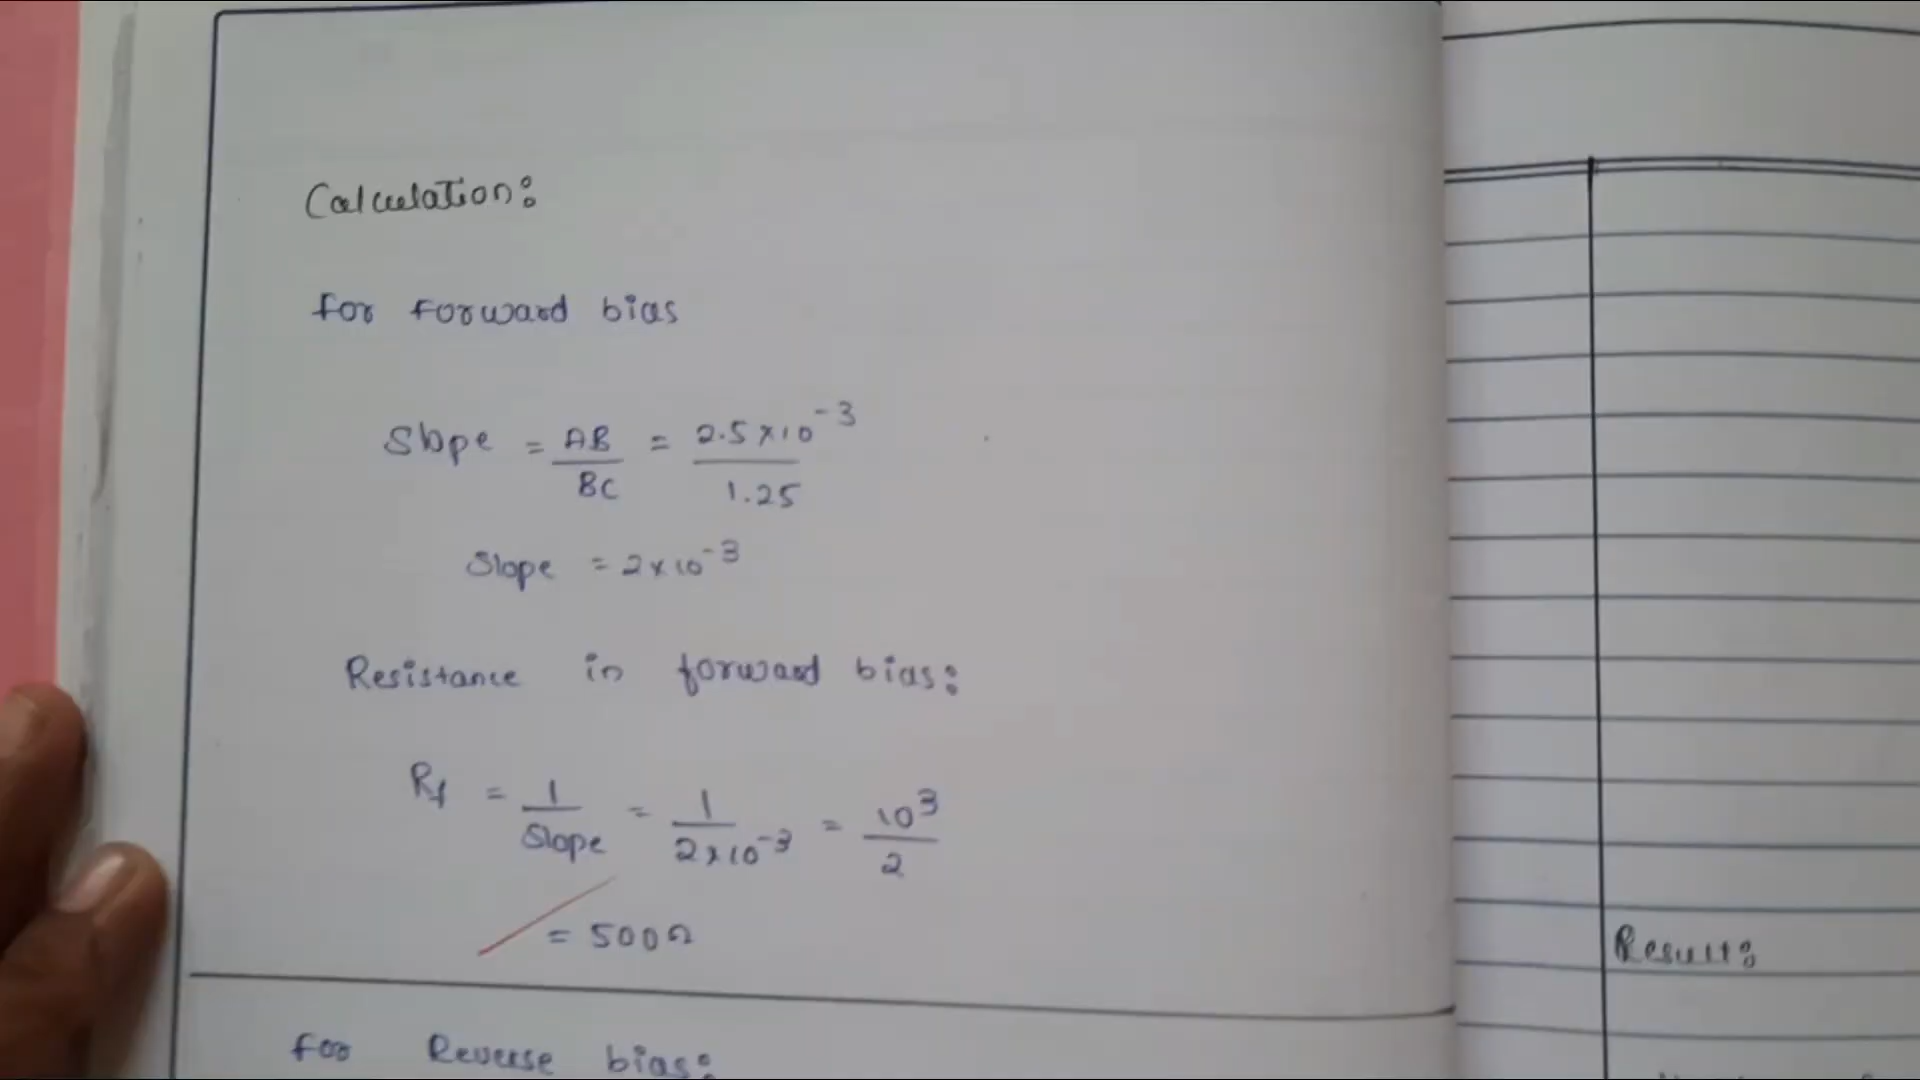 Calculation:
for forward bias
Slope = AB/BC = 2.5×10⁻³/1.25
Slope = 2×10⁻³
Resistance in forward bias:
Rf = 1/Slope = 1/2×10⁻³ = 10³/2
= 500Ω
for Reverse bias:
Result: